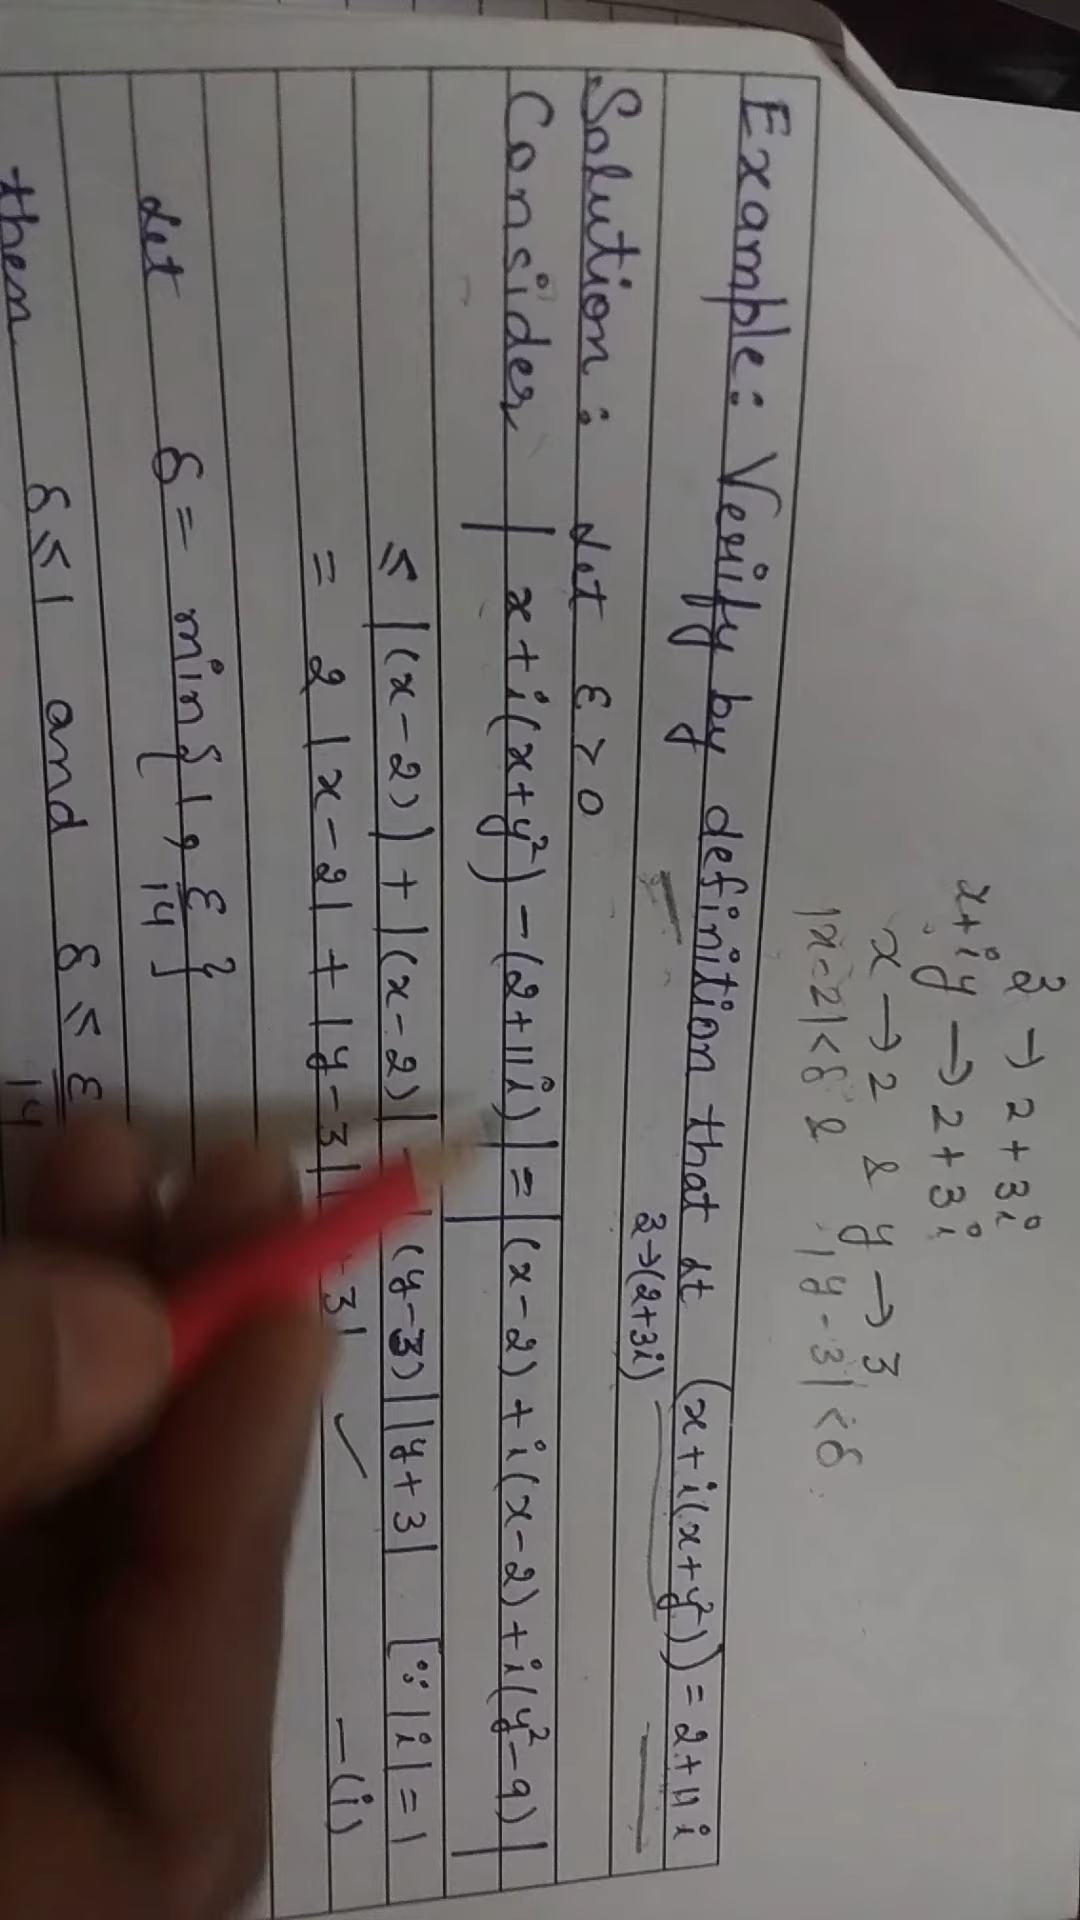 z → 2+3i
x+iy → 2+3i
x → 2 & y → 3
|x-2|<δ & , |y-3|<δ
Example: Verify by definition that lt (x+i(x+y²)) = 2+11i
z→(2+3i)
Solution: Let ε>0
Consider | x+i(x+y²)-(2+11i)|=|(x-2)+i(x-2)+i(y²-9)|
≤ |(x-2)|+|(x-2)| |(y-3)||y+3| [∵|i|=1
= 2|x-2|+|y-3| 3| ✓ -(i)
Let δ= min{1, ε/14}
then δ≤1 and δ≤ ε/14